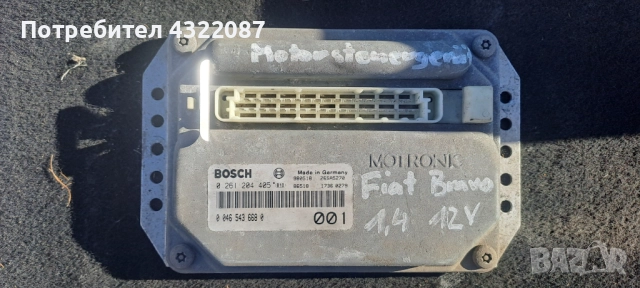 Потребител 4322087
Motorsteuergerät
BOSCH
Made in Germany
MOTRONIC
0 261 204 405
Fiat Bravo
0 046 543 668 0
001
1,4 12V
BAZAR